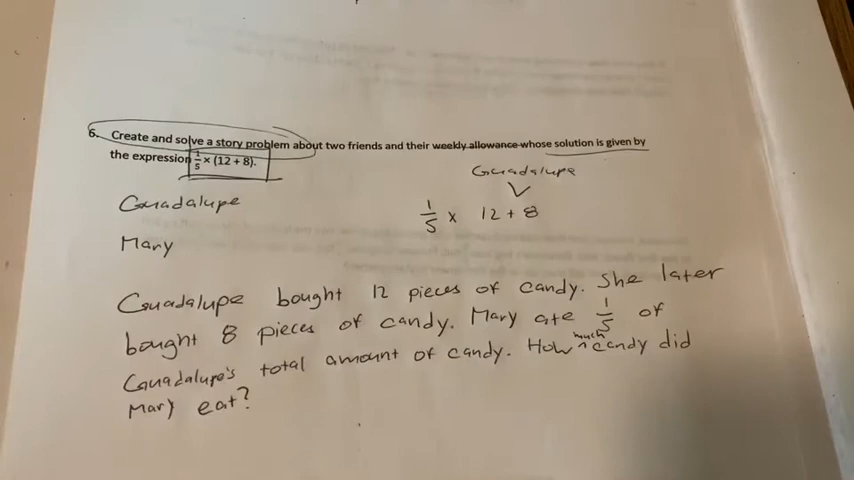 6. Create and solve a story problem about two friends and their weekly allowance whose solution is given by
the expression 1/5 × (12 + 8).
Guadalupe
1/5 x 12 + 8
Guadalupe
Mary
Guadalupe bought 12 pieces of candy. She later
bought 8 pieces of candy. Mary ate 1/5 of
Guadalupe's total amount of candy. How much candy did
Mary eat?